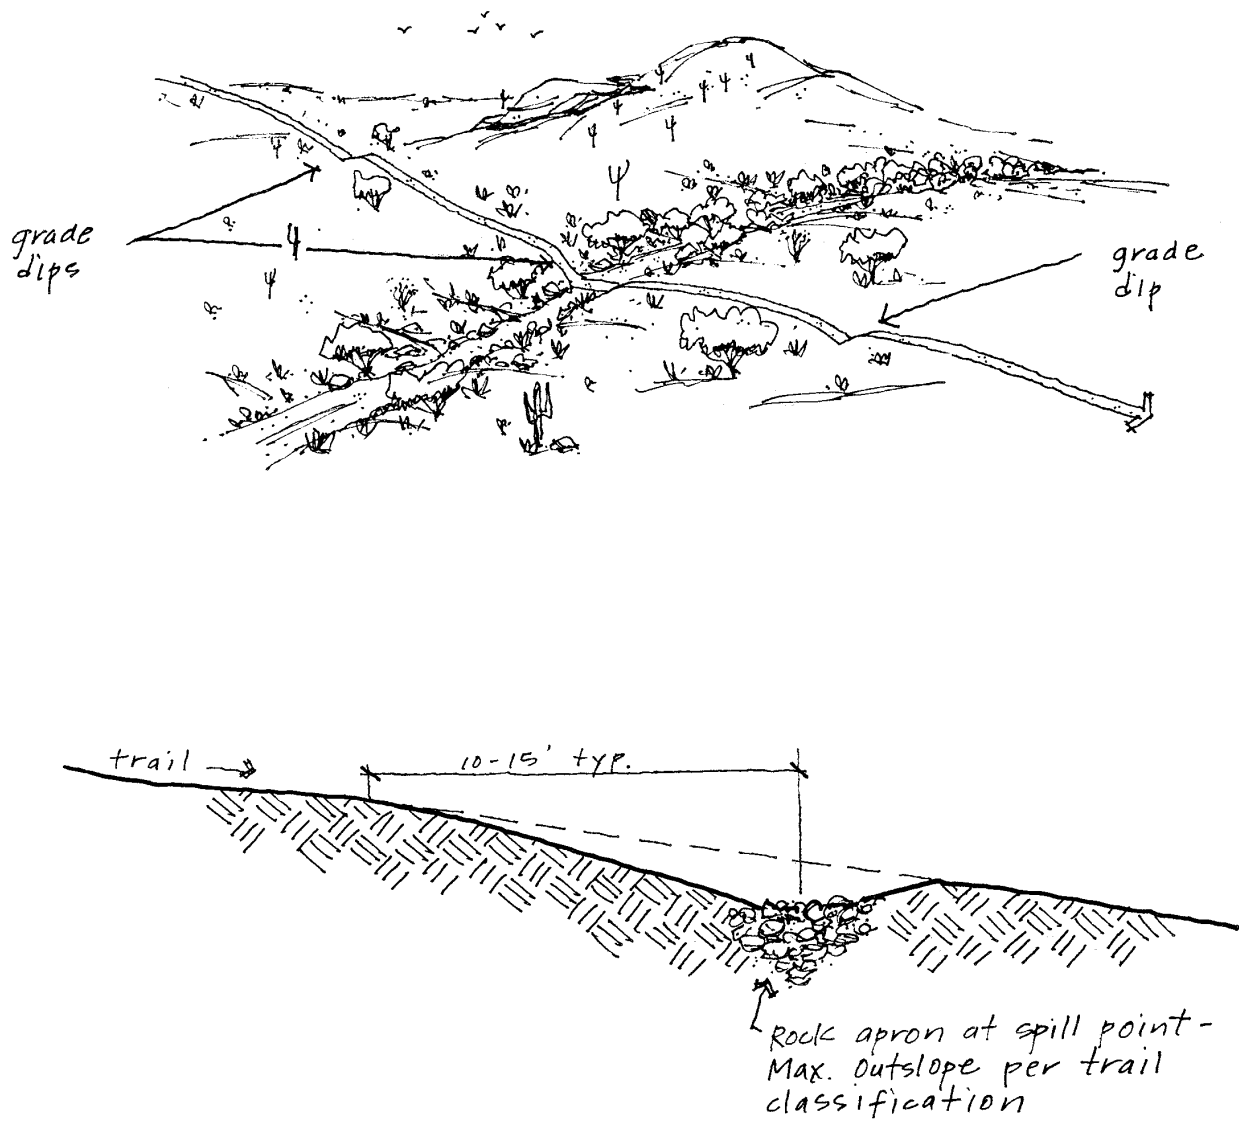 grade
dips
grade
dip
trail
10-15' typ.
Rock apron at spill point-
Max. outslope per trail
classification